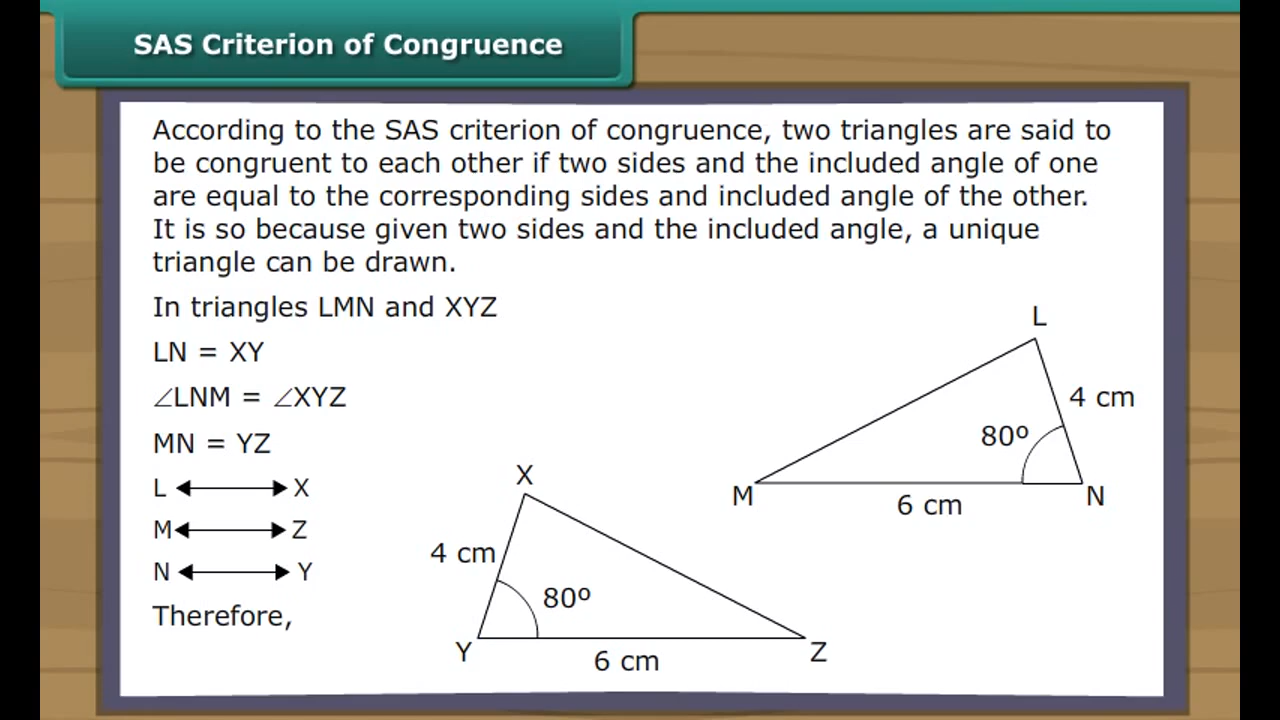 SAS Criterion of Congruence
According to the SAS criterion of congruence, two triangles are said to
be congruent to each other if two sides and the included angle of one
are equal to the corresponding sides and included angle of the other.
It is so because given two sides and the included angle, a unique
triangle can be drawn.
In triangles LMN and XYZ
LN = XY
∠LNM = ∠XYZ
MN = YZ
L ↔ X
M ↔ Z
N ↔ Y
Therefore,
X
4 cm
80º
Y
6 cm
Z
L
4 cm
80º
M
6 cm
N